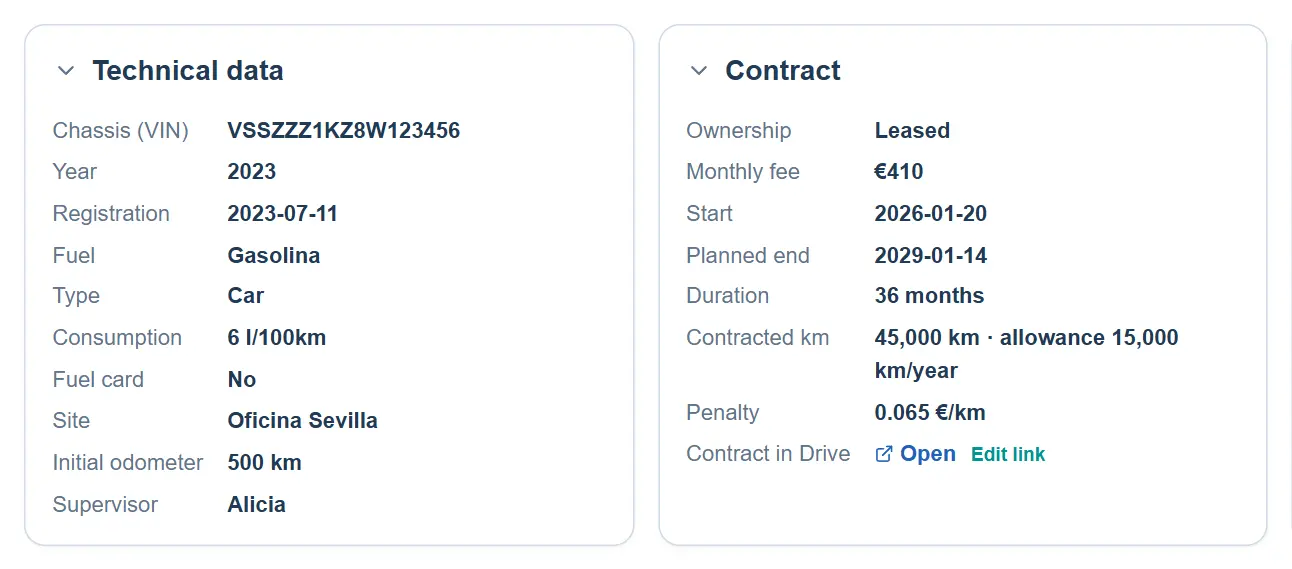 Technical data
Chassis (VIN) VSSZZZ1KZ8W123456
Year 2023
Registration 2023-07-11
Fuel Gasolina
Type Car
Consumption 6 l/100km
Fuel card No
Site Oficina Sevilla
Initial odometer 500 km
Supervisor Alicia
Contract
Ownership Leased
Monthly fee €410
Start 2026-01-20
Planned end 2029-01-14
Duration 36 months
Contracted km 45,000 km · allowance 15,000
km/year
Penalty 0.065 €/km
Contract in Drive Open Edit link